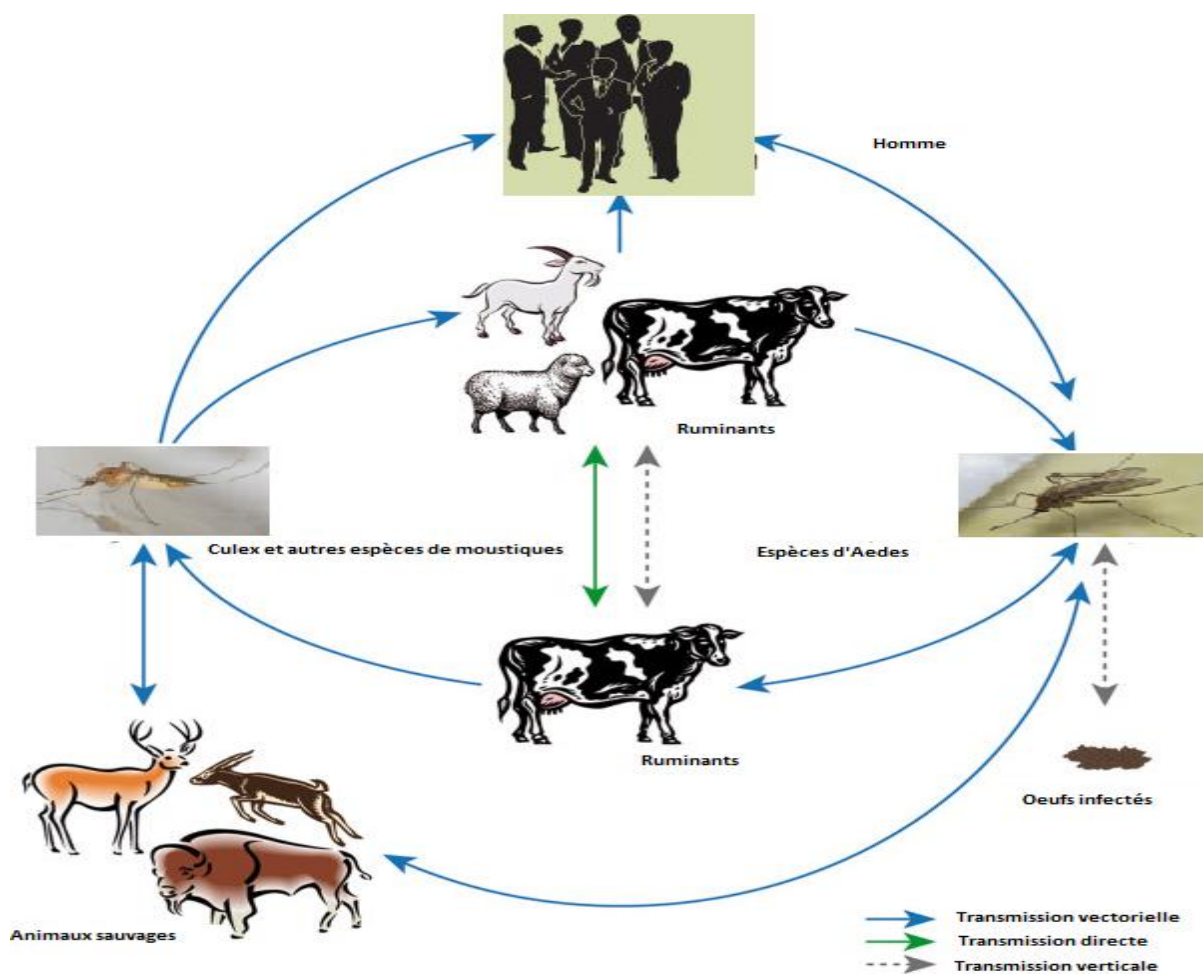 Homme
Ruminants
Culex et autres espèces de moustiques
Espèces d'Aedes
Ruminants
Oeufs infectés
Animaux sauvages
Transmission vectorielle
Transmission directe
Transmission verticale